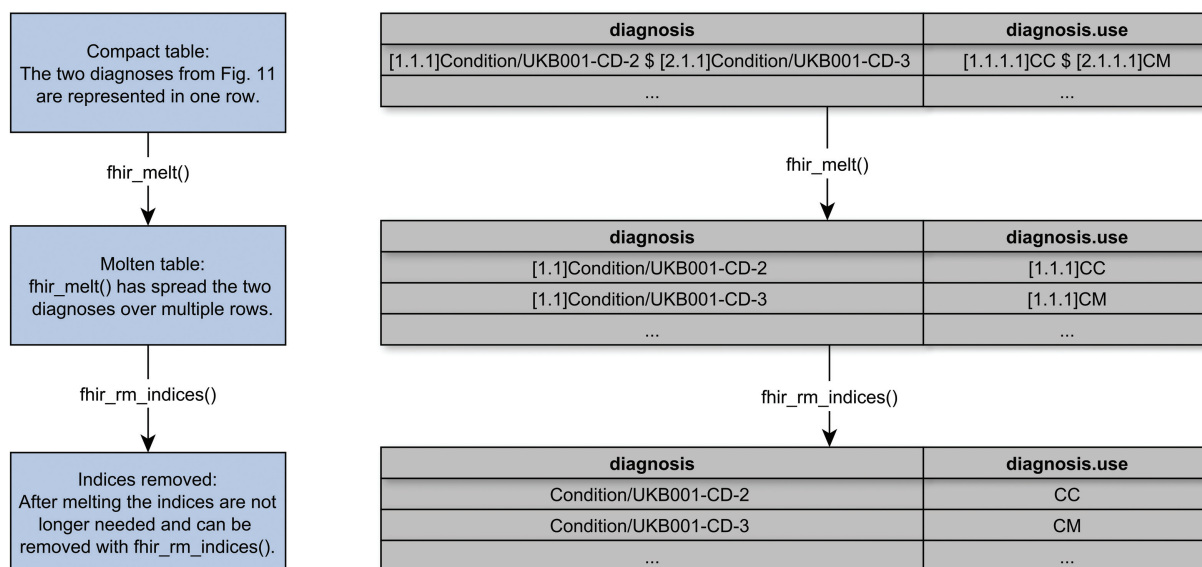 Compact table:
The two diagnoses from Fig. 11
are represented in one row.
fhir_melt()
Molten table:
fhir_melt() has spread the two
diagnoses over multiple rows.
fhir_rm_indices()
Indices removed:
After melting the indices are not
longer needed and can be
removed with fhir_rm_indices().
diagnosis diagnosis.use
[1.1.1]Condition/UKB001-CD-2 $ [2.1.1]Condition/UKB001-CD-3 [1.1.1.1]CC $ [2.1.1.1]CM
... ...
fhir_melt()
diagnosis diagnosis.use
[1.1]Condition/UKB001-CD-2 [1.1.1]CC
[1.1]Condition/UKB001-CD-3 [1.1.1]CM
... ...
fhir_rm_indices()
diagnosis diagnosis.use
Condition/UKB001-CD-2 CC
Condition/UKB001-CD-3 CM
... ...